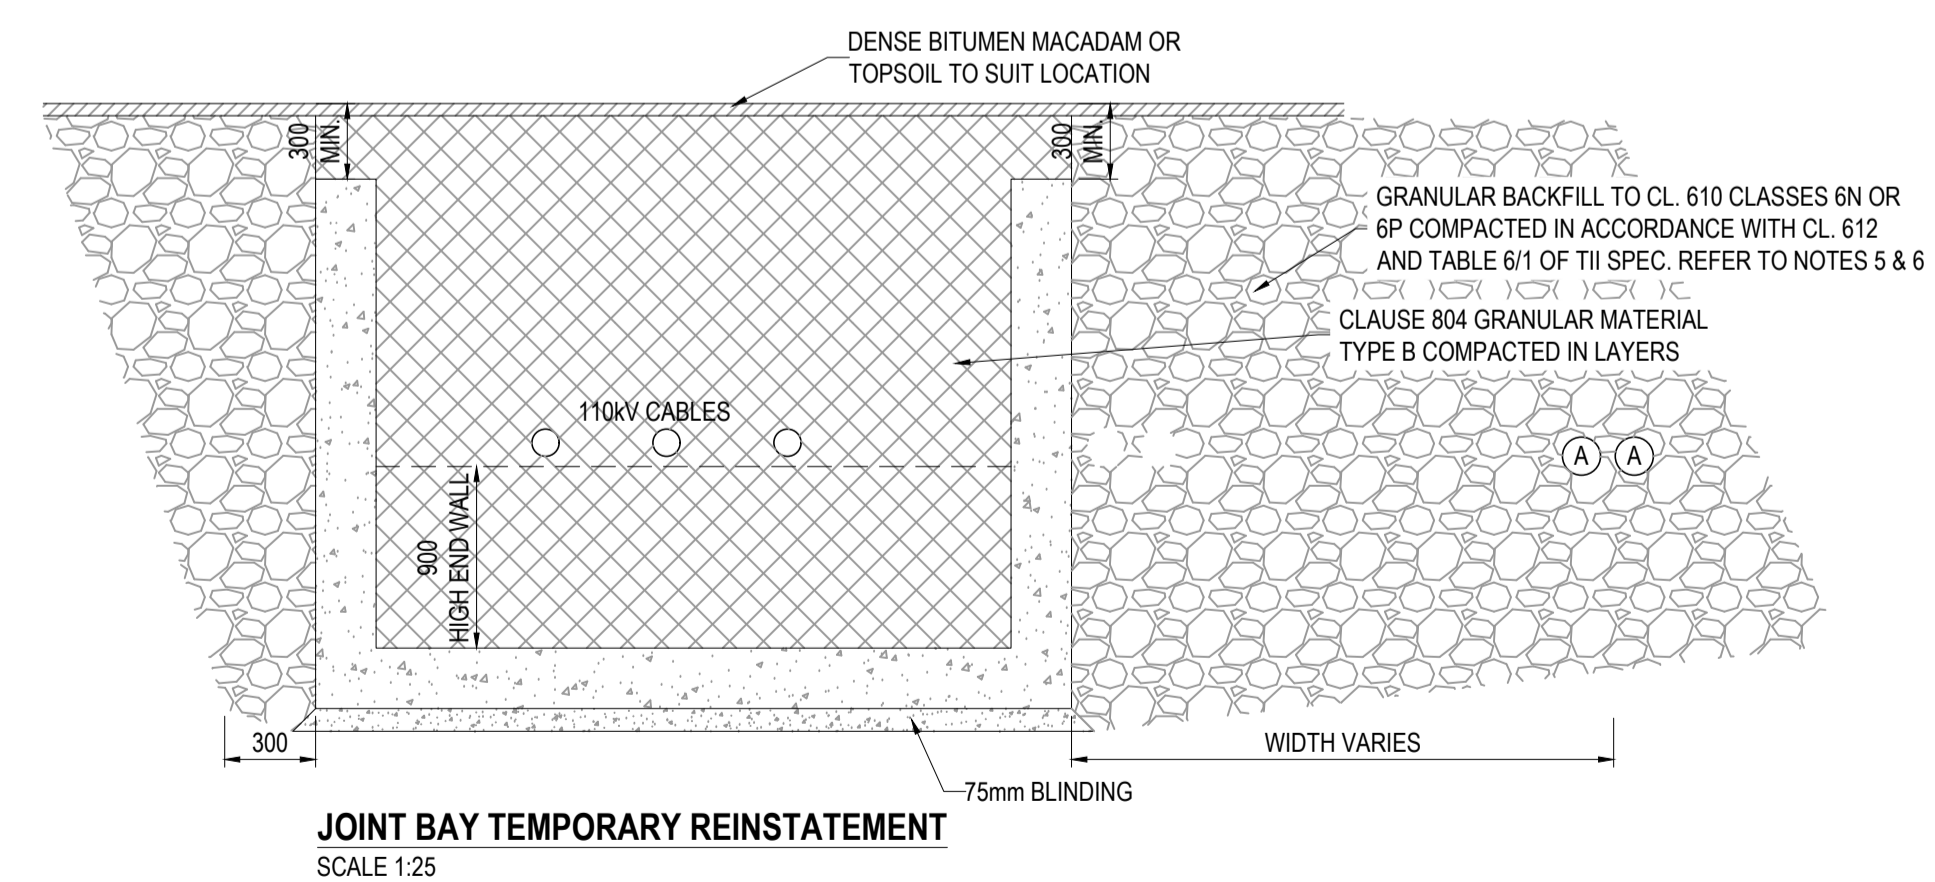 DENSE BITUMEN MACADAM OR
TOPSOIL TO SUIT LOCATION
300
MIN.
300
MIN.
GRANULAR BACKFILL TO CL. 610 CLASSES 6N OR
6P COMPACTED IN ACCORDANCE WITH CL. 612
AND TABLE 6/1 OF TII SPEC. REFER TO NOTES 5 & 6
CLAUSE 804 GRANULAR MATERIAL
TYPE B COMPACTED IN LAYERS
110kV CABLES
A A
900
HIGH END WALL
300
WIDTH VARIES
75mm BLINDING
JOINT BAY TEMPORARY REINSTATEMENT
SCALE 1:25